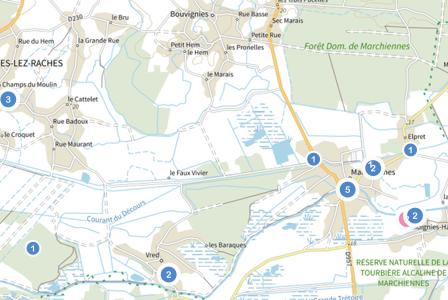 le Bru
Bouvignies
Rue Basse
Sec Marais
D230
Petite Rue
Rue du Hem
la Grande Rue
Petit Hem
le Hem
les Pronelles
Forêt Dom. de Marchiennes
ES-LEZ-RACHES
le Marais
Champs du Moulin
3
le Cattelet
Rue Badoux
le Croquet
Rue Maurant
Elpret
1
1
2
le Faux Vivier
5
Courant du Décours
2
1
Vred
les Baraques
2
RÉSERVE NATURELLE DE LA
TOURBIÈRE ALCALINE DE
MARCHIENNES